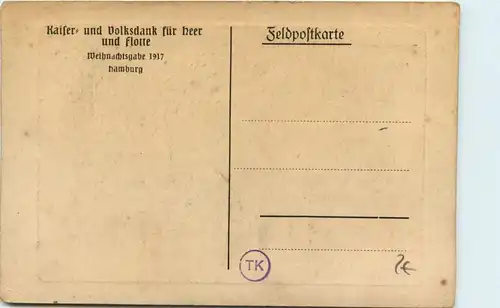 Kaiser- und Volksdank für Heer
und Flotte
Weihnachtsgabe 1917
Hamburg
Feldpostkarte
TK